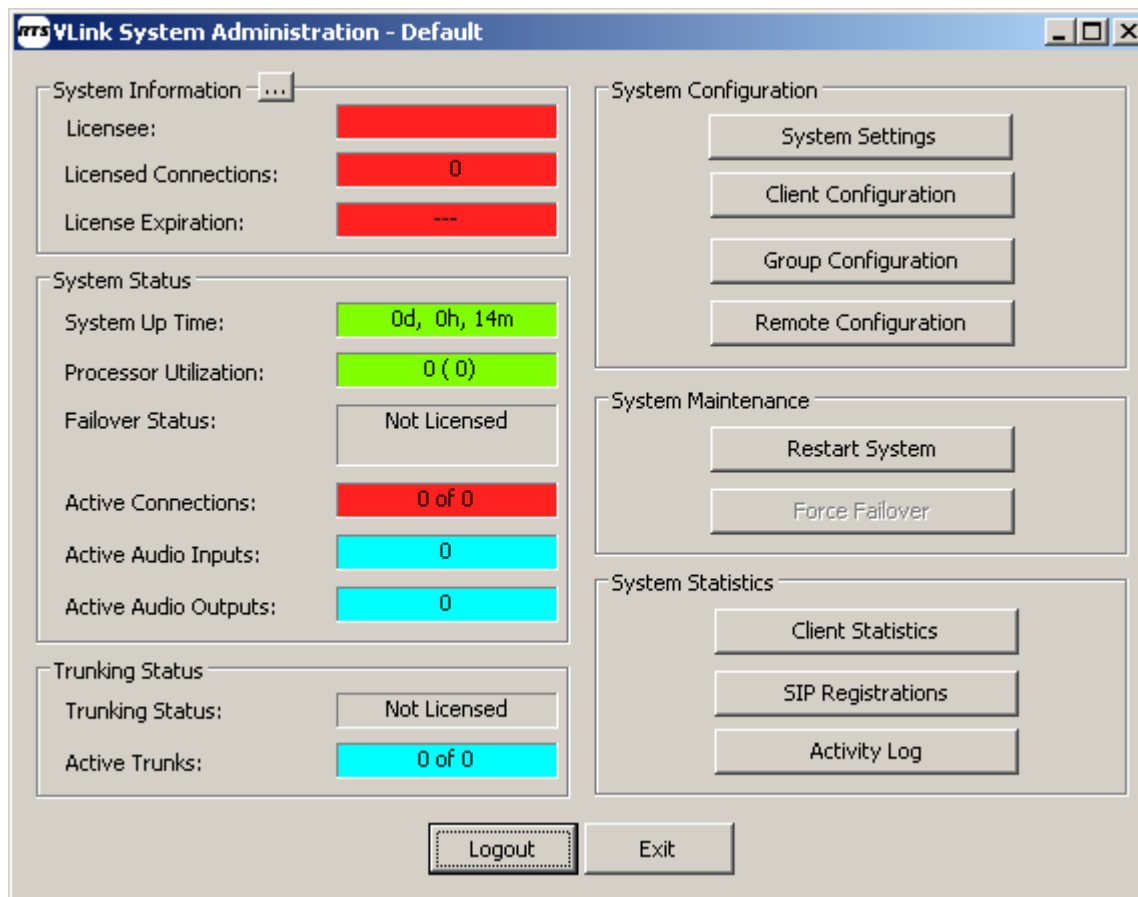 RTS VLink System Administration - Default
System Information ...
Licensee:
Licensed Connections: 0
License Expiration: ---
System Status
System Up Time: 0d, 0h, 14m
Processor Utilization: 0 ( 0)
Failover Status: Not Licensed
Active Connections: 0 of 0
Active Audio Inputs: 0
Active Audio Outputs: 0
Trunking Status
Trunking Status: Not Licensed
Active Trunks: 0 of 0
System Configuration
System Settings
Client Configuration
Group Configuration
Remote Configuration
System Maintenance
Restart System
Force Failover
System Statistics
Client Statistics
SIP Registrations
Activity Log
Logout
Exit